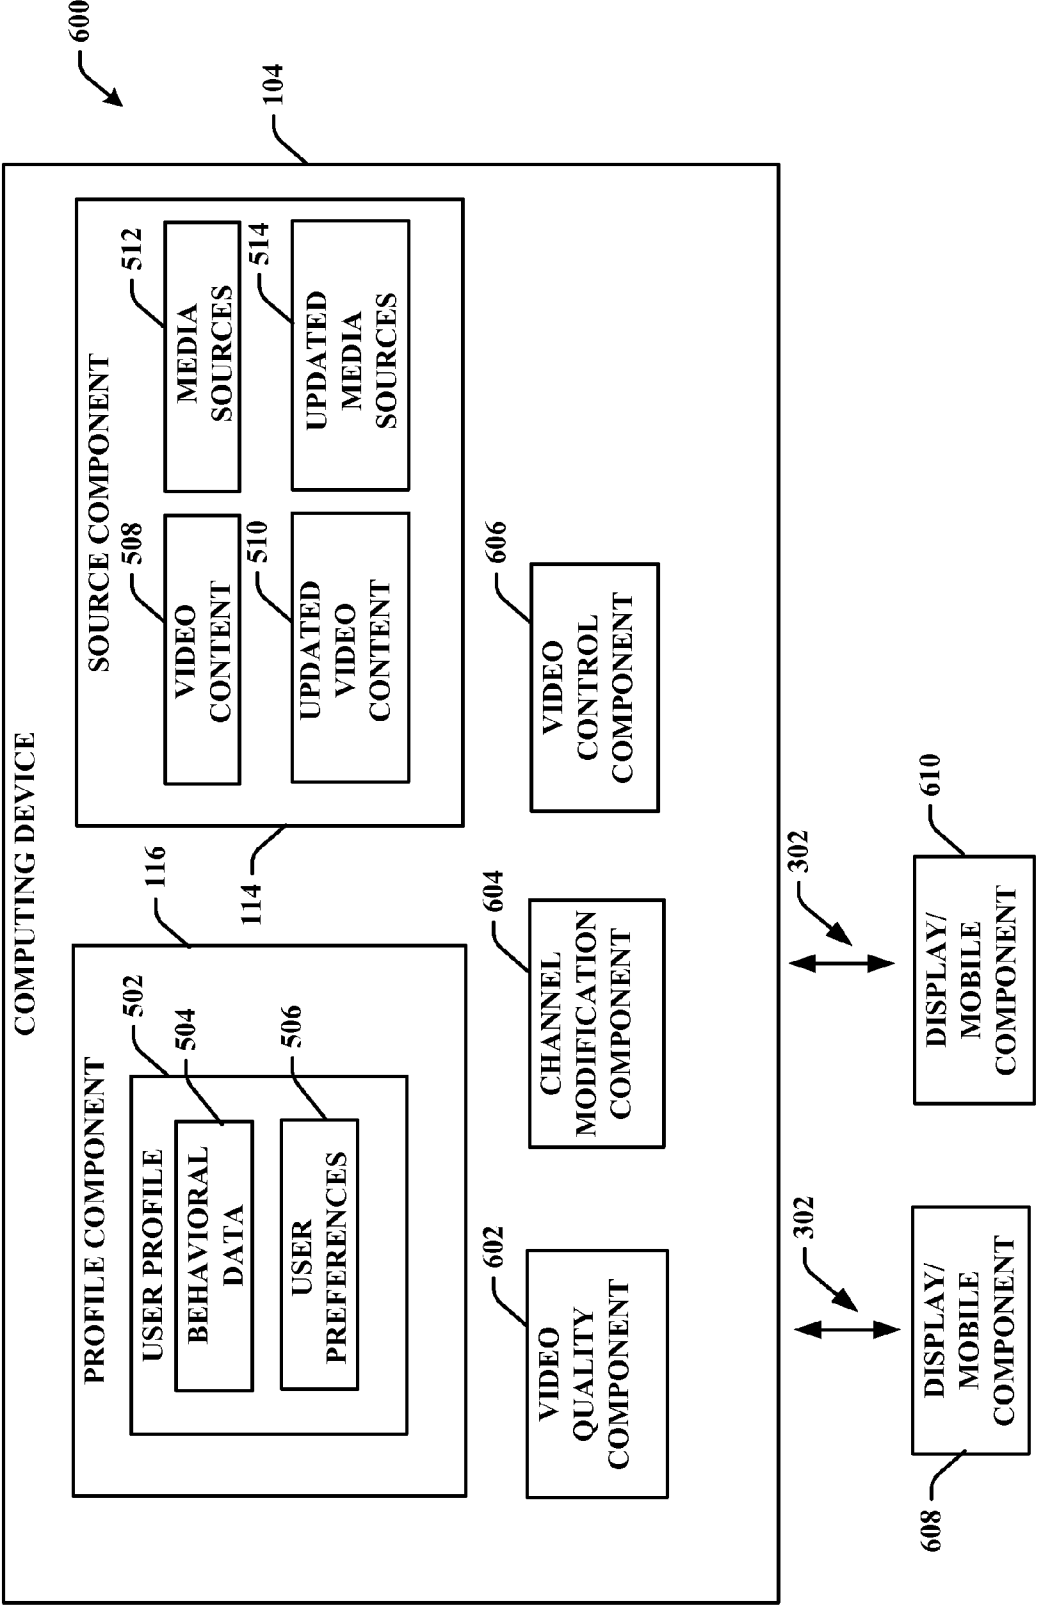 600
COMPUTING DEVICE
104
PROFILE COMPONENT
116
502
USER PROFILE
504
BEHAVIORAL
DATA
506
USER
PREFERENCES
114
SOURCE COMPONENT
508
VIDEO
CONTENT
512
MEDIA
SOURCES
510
UPDATED
VIDEO
CONTENT
514
UPDATED
MEDIA
SOURCES
602
VIDEO
QUALITY
COMPONENT
604
CHANNEL
MODIFICATION
COMPONENT
606
VIDEO
CONTROL
COMPONENT
302
302
608
DISPLAY/
MOBILE
COMPONENT
610
DISPLAY/
MOBILE
COMPONENT